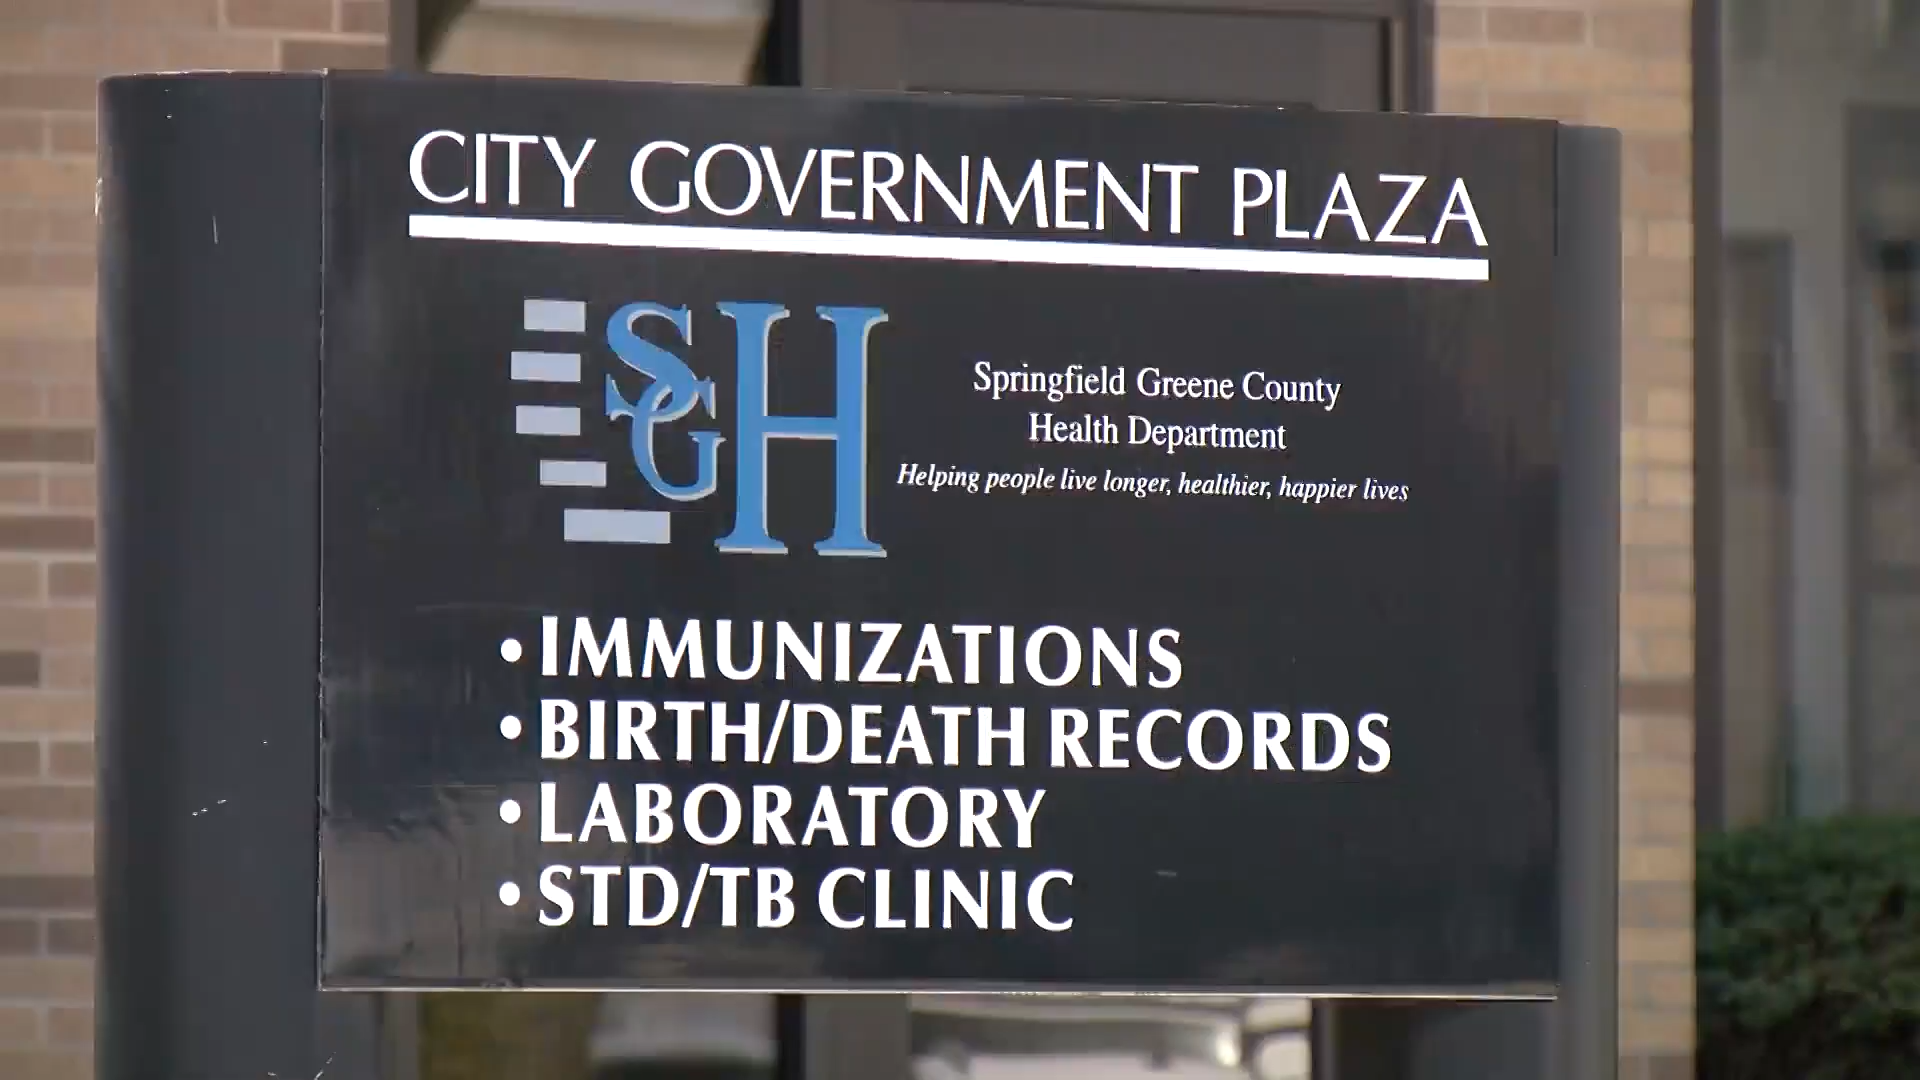 CITY GOVERNMENT PLAZA
SGH
Springfield Greene County
Health Department
Helping people live longer, healthier, happier lives
• IMMUNIZATIONS
• BIRTH/DEATH RECORDS
• LABORATORY
• STD/TB CLINIC